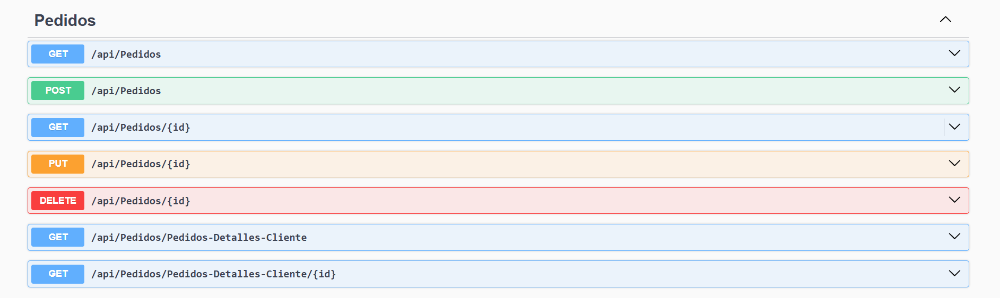 Pedidos
GET /api/Pedidos
POST /api/Pedidos
GET /api/Pedidos/{id}
PUT /api/Pedidos/{id}
DELETE /api/Pedidos/{id}
GET /api/Pedidos/Pedidos-Detalles-Cliente
GET /api/Pedidos/Pedidos-Detalles-Cliente/{id}